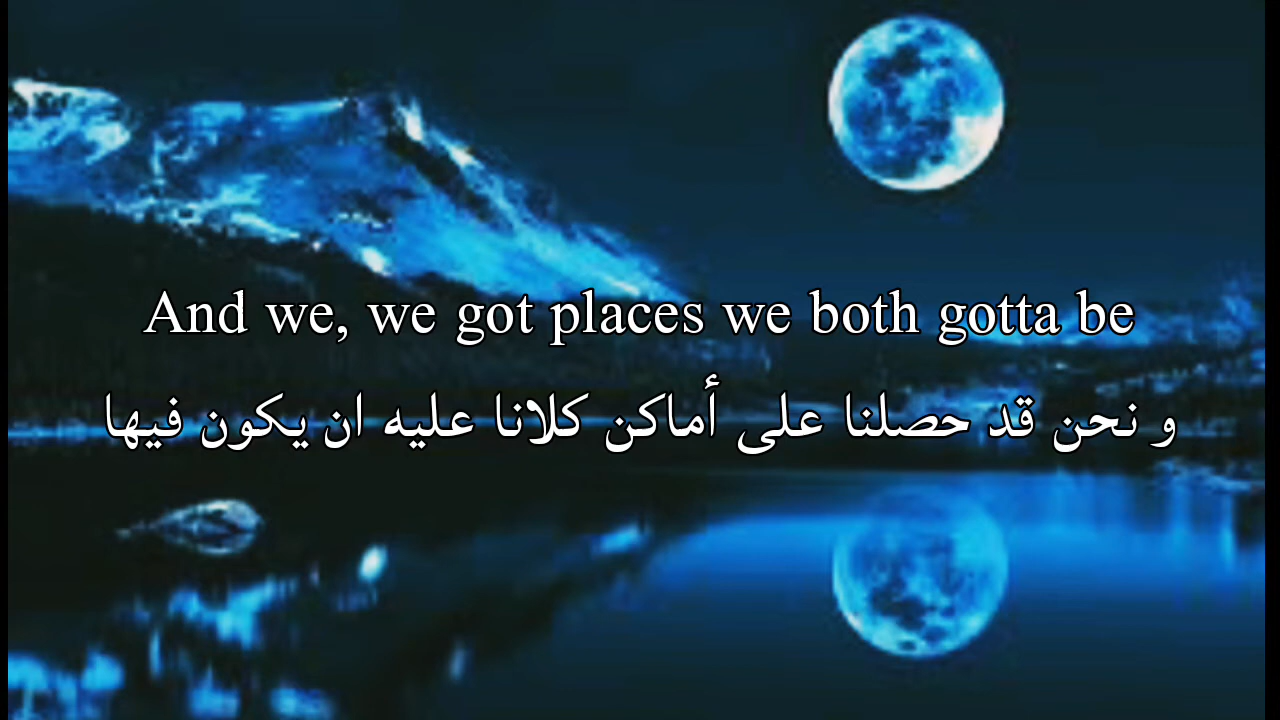 And we, we got places we both gotta be
و نحن قد حصلنا على أماكن كلانا عليه ان يكون فيها